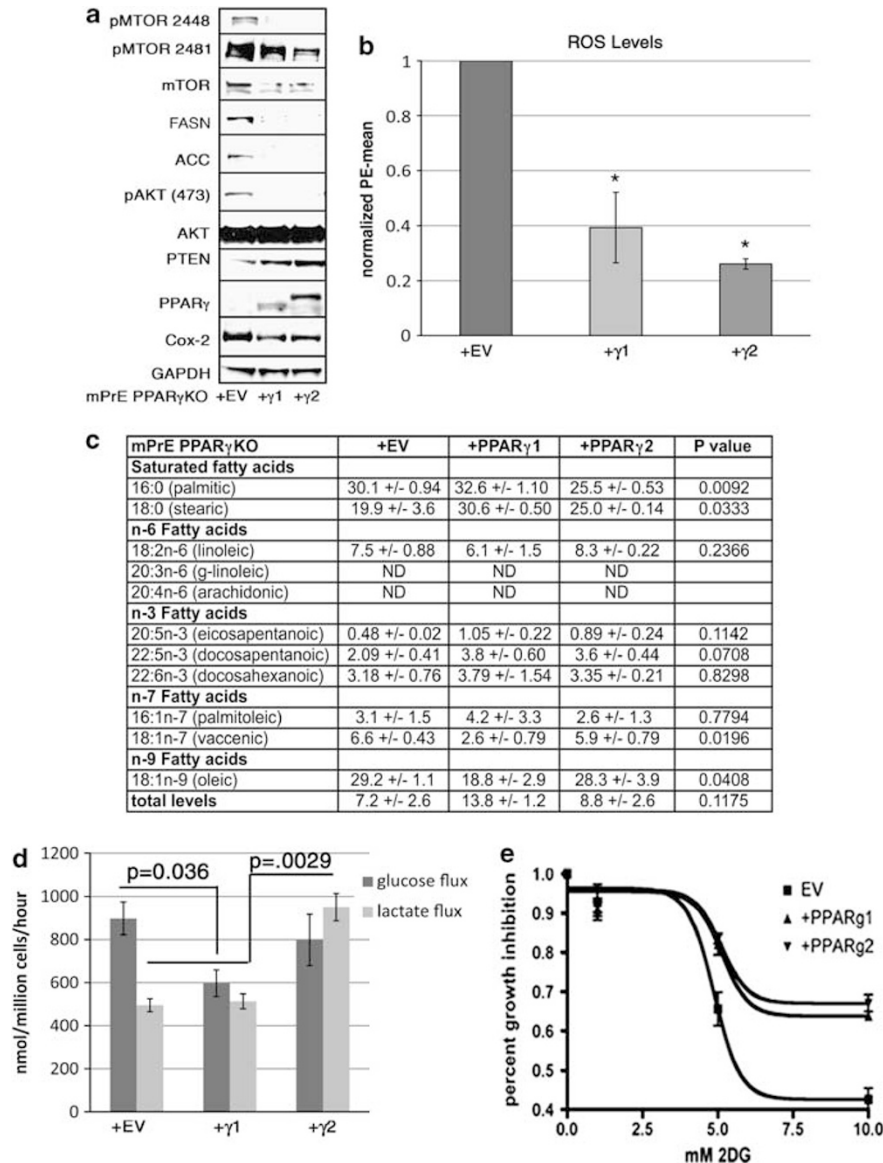 a
pMTOR 2448
pMTOR 2481
mTOR
FASN
ACC
pAKT (473)
AKT
PTEN
PPARγ
Cox-2
GAPDH
mPrE PPARγKO +EV +γ1 +γ2
b
ROS Levels
normalized PE-mean
1
0.8
0.6
0.4
0.2
0
*
*
+EV +γ1 +γ2
c
mPrE PPARγKO +EV +PPARγ1 +PPARγ2 P value
Saturated fatty acids
16:0 (palmitic) 30.1 +/- 0.94 32.6 +/- 1.10 25.5 +/- 0.53 0.0092
18:0 (stearic) 19.9 +/- 3.6 30.6 +/- 0.50 25.0 +/- 0.14 0.0333
n-6 Fatty acids
18:2n-6 (linoleic) 7.5 +/- 0.88 6.1 +/- 1.5 8.3 +/- 0.22 0.2366
20:3n-6 (g-linoleic) ND ND ND
20:4n-6 (arachidonic) ND ND ND
n-3 Fatty acids
20:5n-3 (eicosapentanoic) 0.48 +/- 0.02 1.05 +/- 0.22 0.89 +/- 0.24 0.1142
22:5n-3 (docosapentanoic) 2.09 +/- 0.41 3.8 +/- 0.60 3.6 +/- 0.44 0.0708
22:6n-3 (docosahexanoic) 3.18 +/- 0.76 3.79 +/- 1.54 3.35 +/- 0.21 0.8298
n-7 Fatty acids
16:1n-7 (palmitoleic) 3.1 +/- 1.5 4.2 +/- 3.3 2.6 +/- 1.3 0.7794
18:1n-7 (vaccenic) 6.6 +/- 0.43 2.6 +/- 0.79 5.9 +/- 0.79 0.0196
n-9 Fatty acids
18:1n-9 (oleic) 29.2 +/- 1.1 18.8 +/- 2.9 28.3 +/- 3.9 0.0408
total levels 7.2 +/- 2.6 13.8 +/- 1.2 8.8 +/- 2.6 0.1175
d
nmol/million cells/hour
1200
1000
800
600
400
200
0
p=0.036
p=.0029
glucose flux
lactate flux
+EV +γ1 +γ2
e
percent growth inhibition
1.0
0.9
0.8
0.7
0.6
0.5
0.4
EV
+PPARg1
+PPARg2
0.0 2.5 5.0 7.5 10.0
mM 2DG